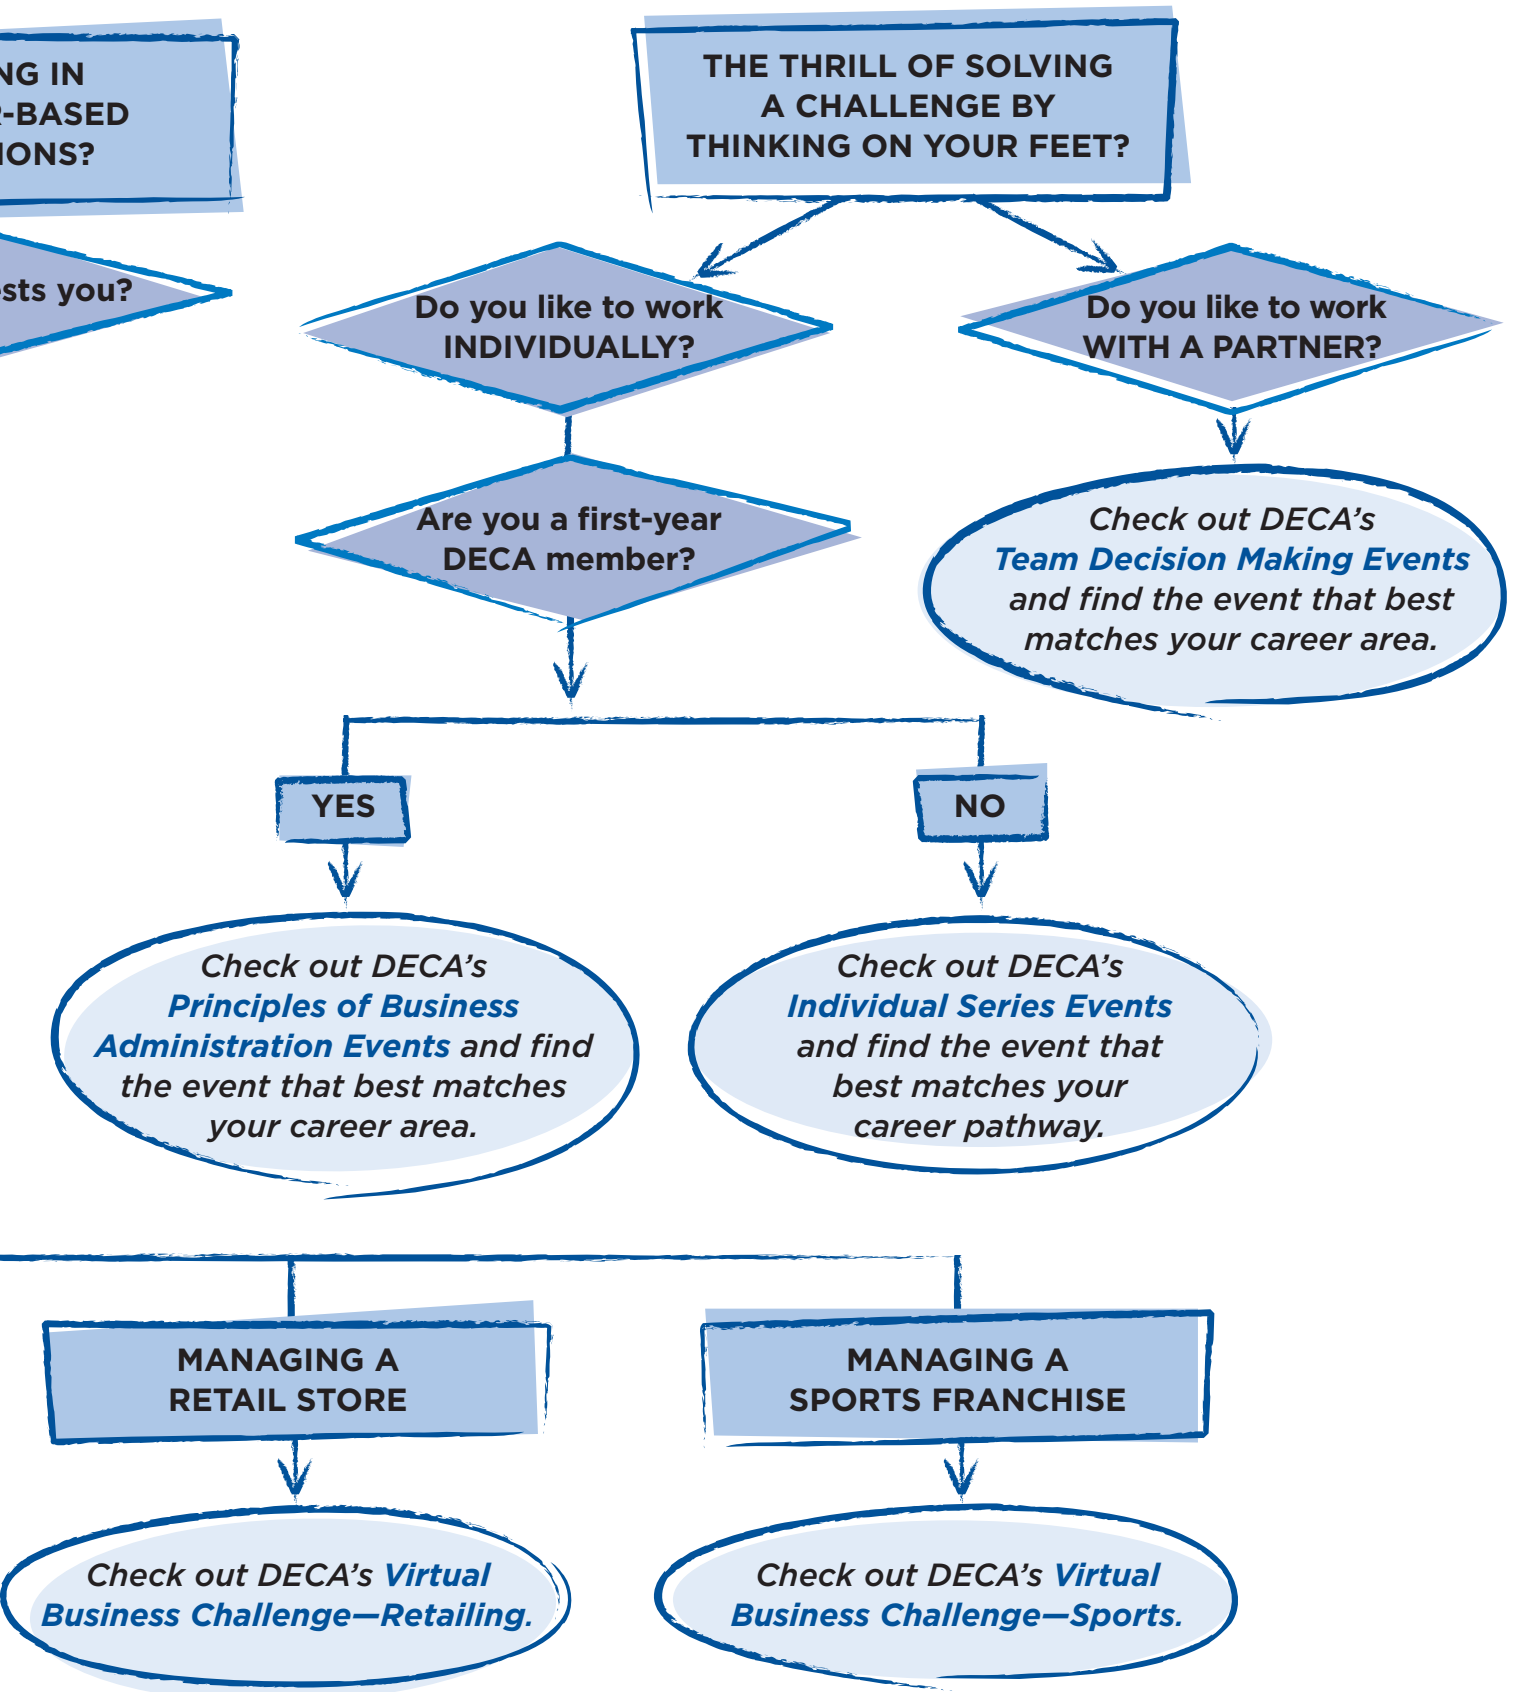 NG IN
-BASED
IONS?
sts you?
THE THRILL OF SOLVING
A CHALLENGE BY
THINKING ON YOUR FEET?
Do you like to work
INDIVIDUALLY?
Do you like to work
WITH A PARTNER?
Are you a first-year
DECA member?
Check out DECA’s
Team Decision Making Events
and find the event that best
matches your career area.
YES
NO
Check out DECA’s
Principles of Business
Administration Events and find
the event that best matches
your career area.
Check out DECA’s
Individual Series Events
and find the event that
best matches your
career pathway.
MANAGING A
RETAIL STORE
MANAGING A
SPORTS FRANCHISE
Check out DECA’s Virtual
Business Challenge—Retailing.
Check out DECA’s Virtual
Business Challenge—Sports.